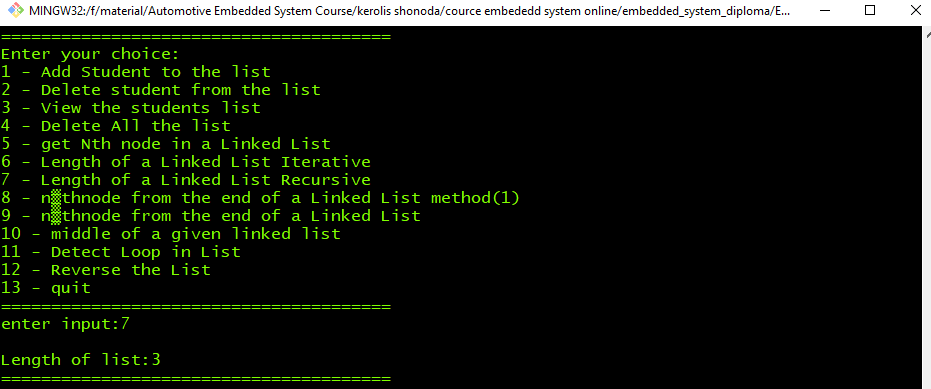 MINGW32:/f/material/Automotive Embedded System Course/kerolis shonoda/cource embededd system online/embedded_system_diploma/E...
=======================================
Enter your choice:
1 - Add Student to the list
2 - Delete student from the list
3 - View the students list
4 - Delete All the list
5 - get Nth node in a Linked List
6 - Length of a Linked List Iterative
7 - Length of a Linked List Recursive
8 - n▒thnode from the end of a Linked List method(1)
9 - n▒thnode from the end of a Linked List
10 - middle of a given linked list
11 - Detect Loop in List
12 - Reverse the List
13 - quit
=======================================
enter input:7
Length of list:3
=======================================